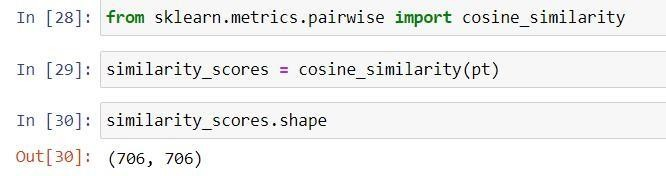 In [28]: from sklearn.metrics.pairwise import cosine_similarity
In [29]: similarity_scores = cosine_similarity(pt)
In [30]: similarity_scores.shape
Out[30]: (706, 706)